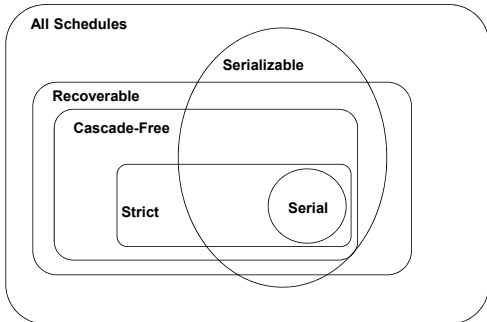 All Schedules
Serializable
Recoverable
Cascade-Free
Strict
Serial